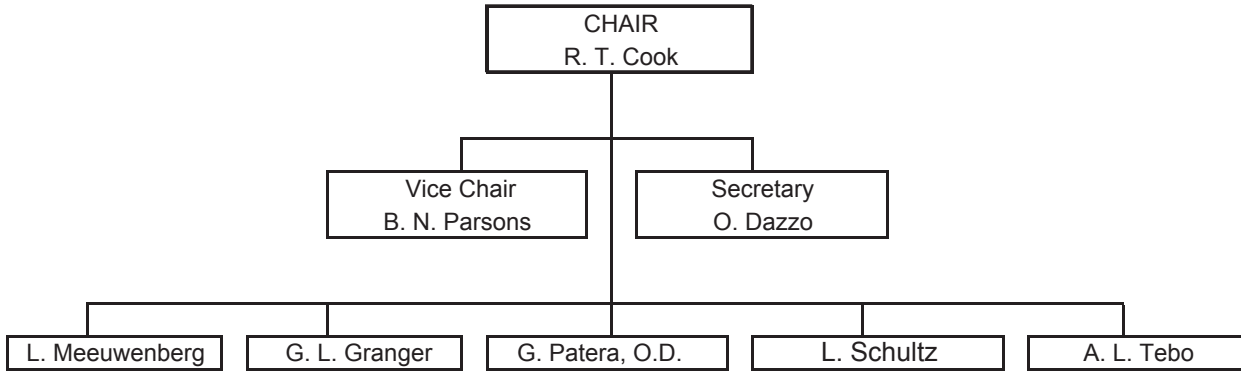 CHAIR
R. T. Cook
Vice Chair
B. N. Parsons
Secretary
O. Dazzo
L. Meeuwenberg
G. L. Granger
G. Patera, O.D.
L. Schultz
A. L. Tebo